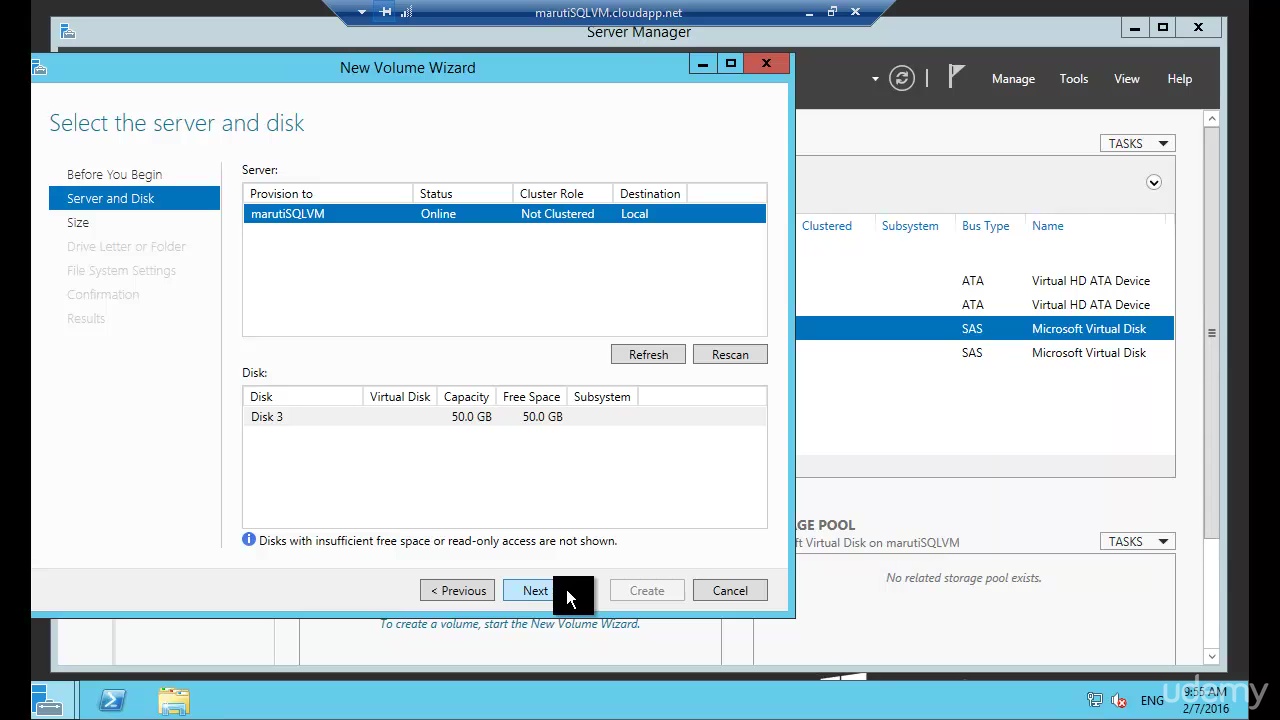 marutiSQLVM.cloudapp.net
Server Manager
New Volume Wizard
Manage Tools View Help
Select the server and disk
TASKS
Before You Begin
Server and Disk
Size
Drive Letter or Folder
File System Settings
Confirmation
Results
Server:
Provision to Status Cluster Role Destination
marutiSQLVM Online Not Clustered Local
Refresh Rescan
Disk:
Disk Virtual Disk Capacity Free Space Subsystem
Disk 3 50.0 GB 50.0 GB
Disks with insufficient free space or read-only access are not shown.
< Previous Next Create Cancel
Clustered Subsystem Bus Type Name
ATA Virtual HD ATA Device
ATA Virtual HD ATA Device
SAS Microsoft Virtual Disk
SAS Microsoft Virtual Disk
AGE POOL
ft Virtual Disk on marutiSQLVM
TASKS
No related storage pool exists.
To create a volume, start the New Volume Wizard.
ENG
9:55 AM
2/7/2016
udemy